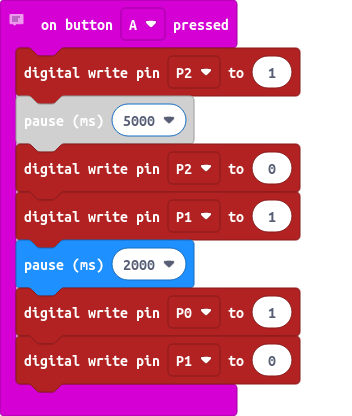 on button A pressed
digital write pin P2 to 1
pause (ms) 5000
digital write pin P2 to 0
digital write pin P1 to 1
pause (ms) 2000
digital write pin P0 to 1
digital write pin P1 to 0